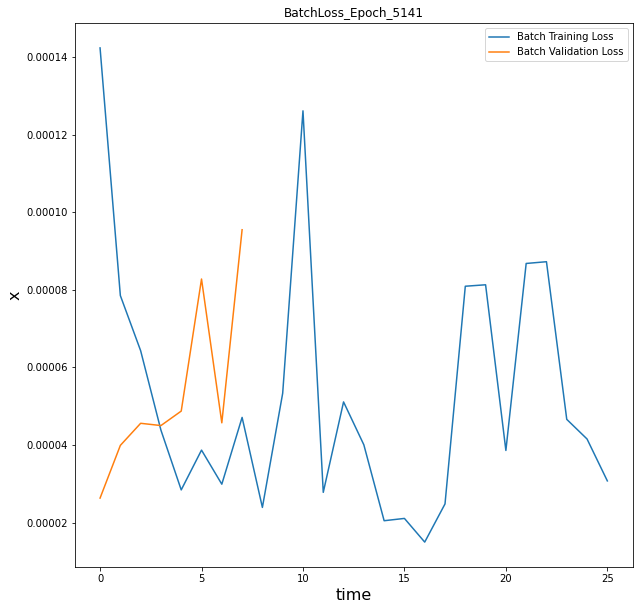 BatchLoss_Epoch_5141
Batch Training Loss
Batch Validation Loss
0.00014
0.00012
0.00010
0.00008
0.00006
0.00004
0.00002
x
0 5 10 15 20 25
time